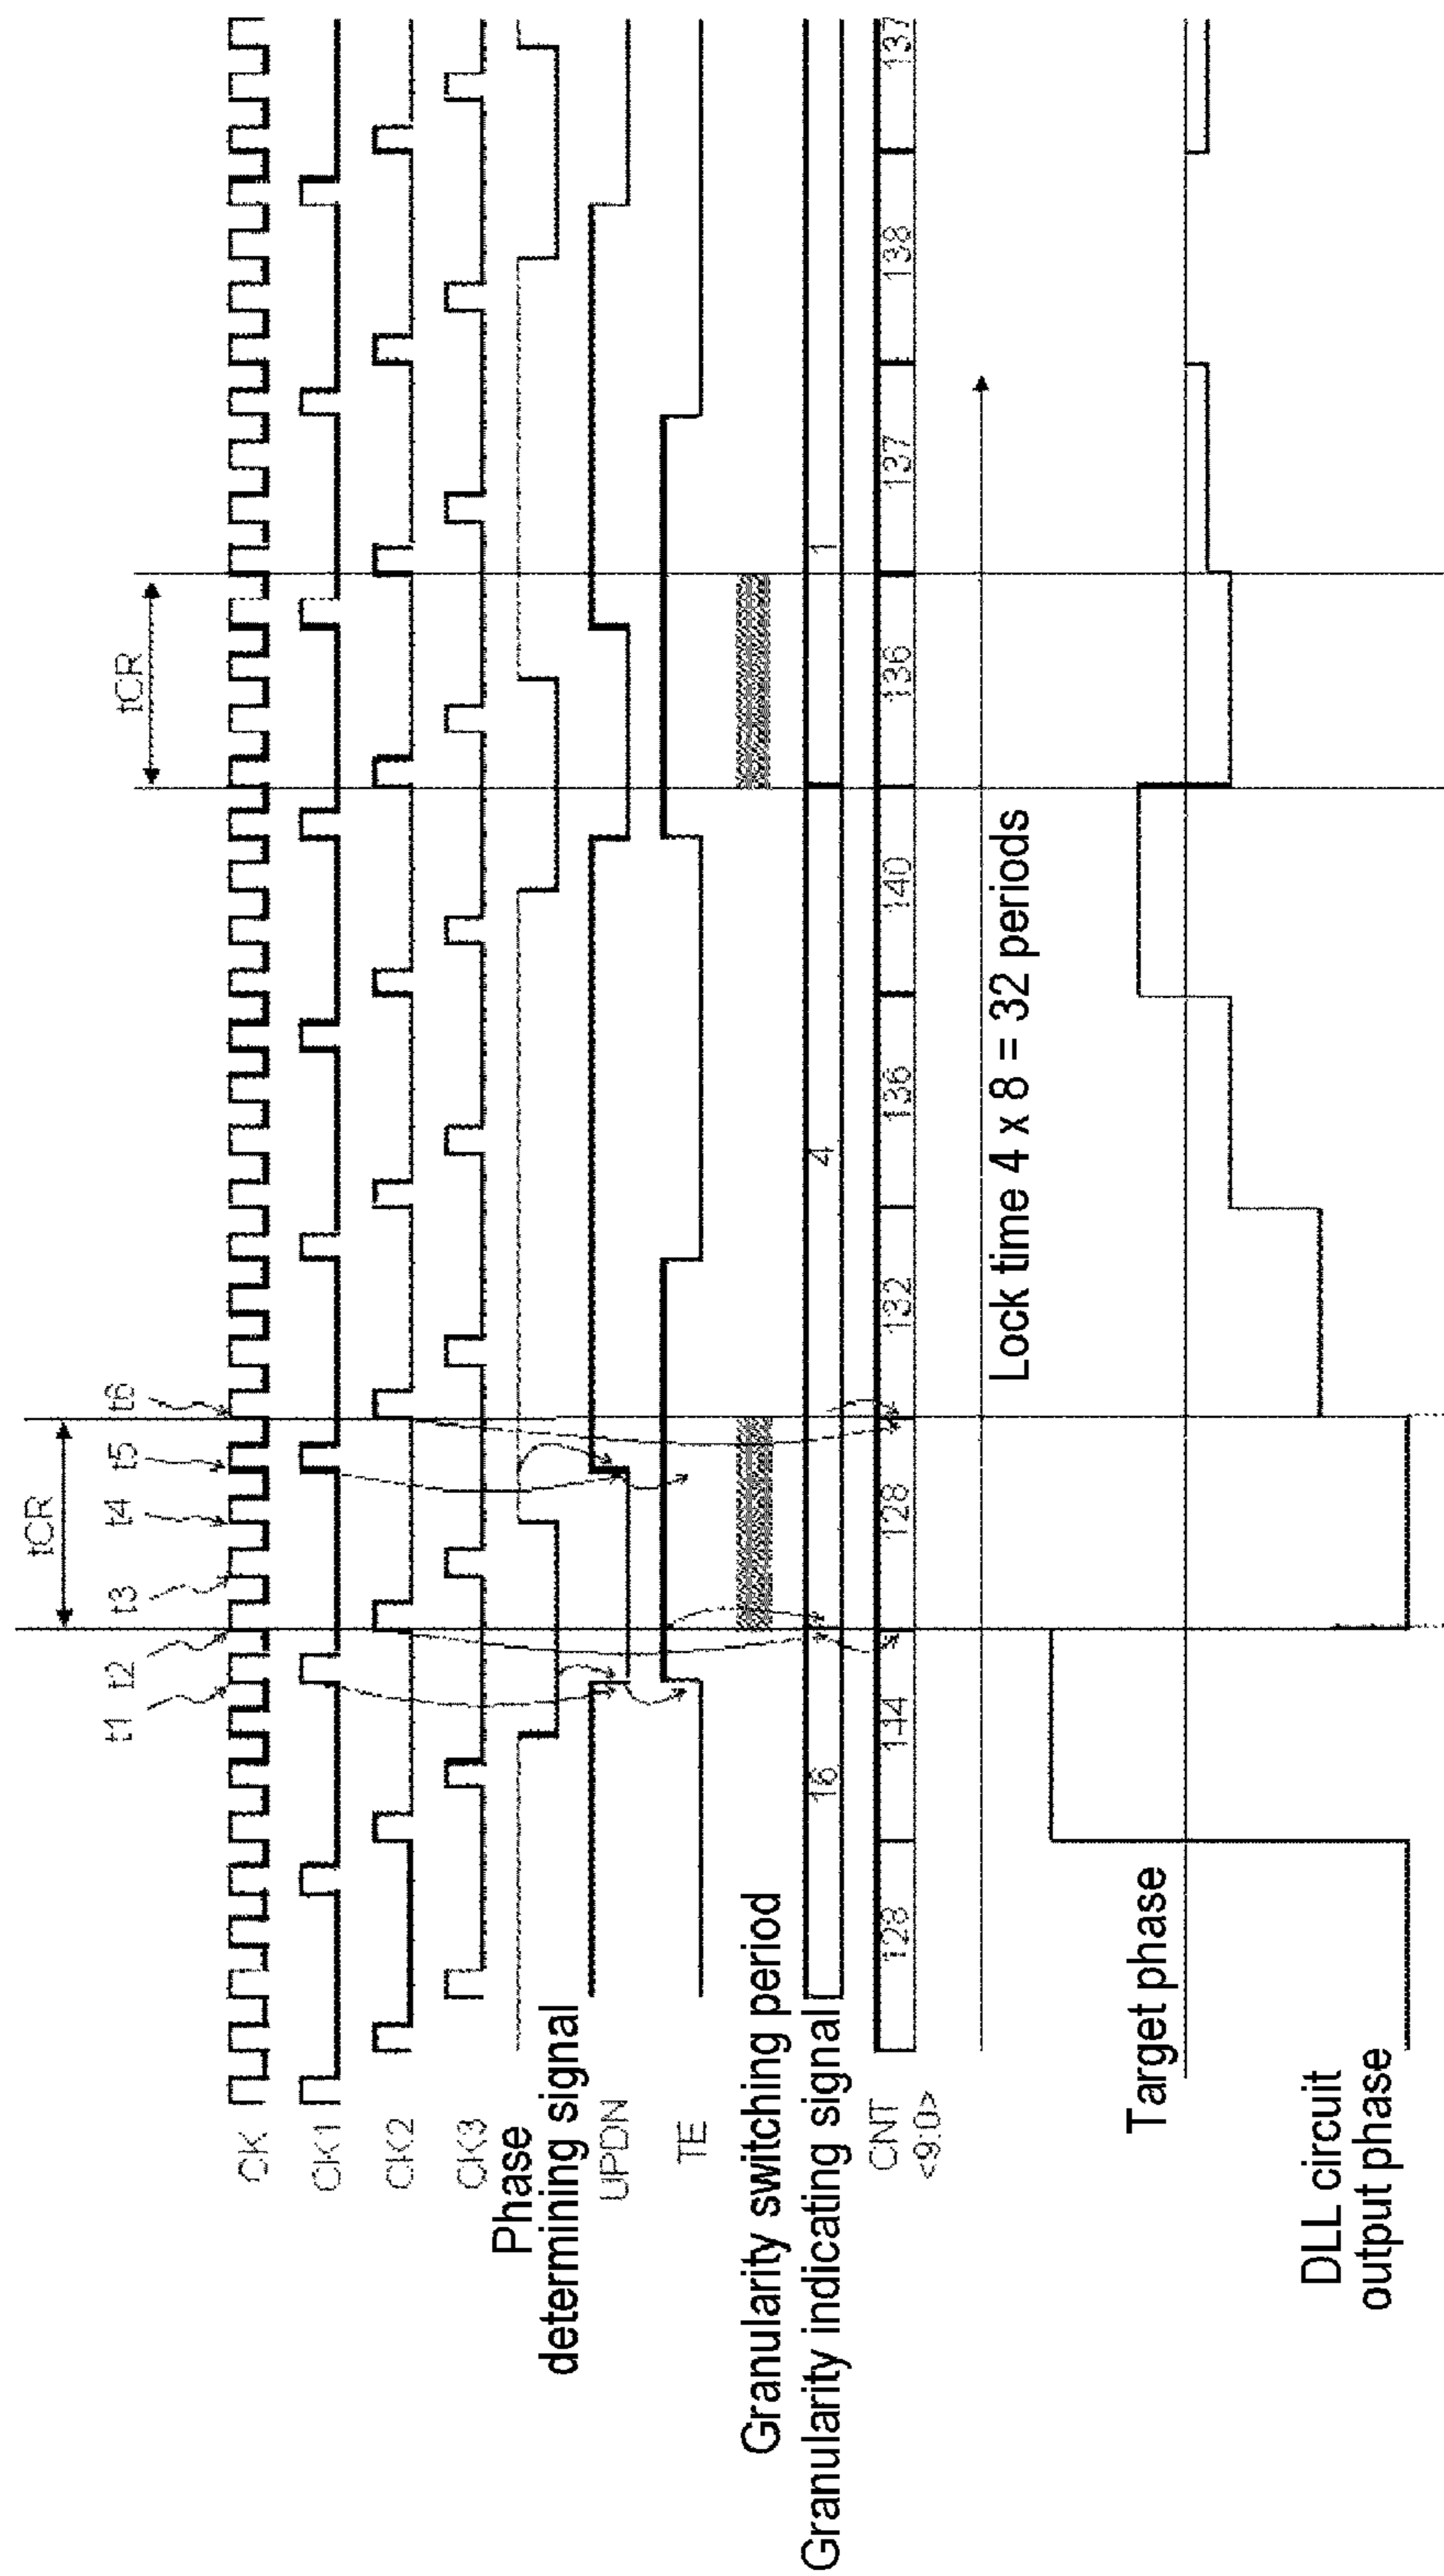 tCR
tCR
t1
t2
t3
t4
t5
t6
CK
CK1
CK2
CK3
Phase
determining signal
UPDN
TE
Granularity switching period
Granularity indicating signal
16
4
1
CNT
<9:0>
128
144
128
132
136
140
136
137
138
137
Lock time 4 x 8 = 32 periods
Target phase
DLL circuit
output phase